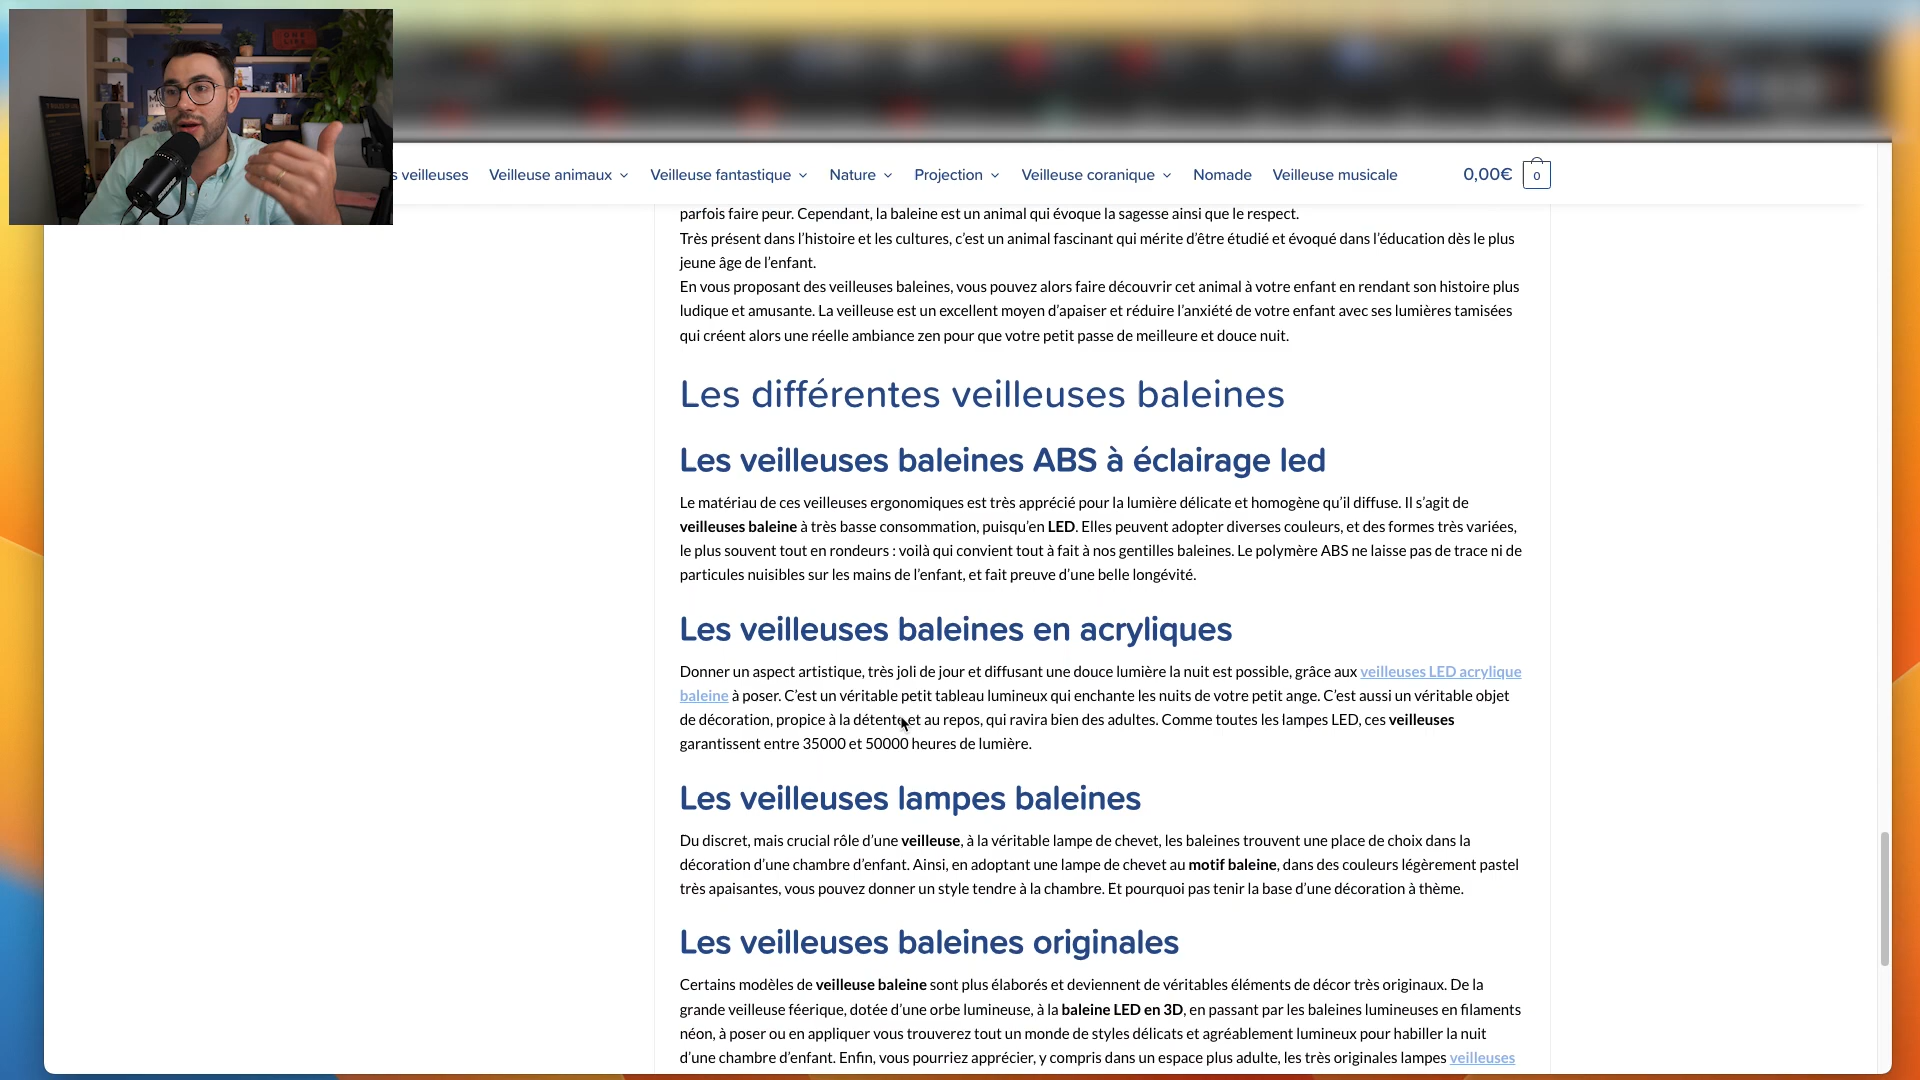 s veilleuses Veilleuse animaux Veilleuse fantastique Nature Projection Veilleuse coranique Nomade Veilleuse musicale 0,00€ 0
parfois faire peur. Cependant, la baleine est un animal qui évoque la sagesse ainsi que le respect.
Très présent dans l’histoire et les cultures, c’est un animal fascinant qui mérite d’être étudié et évoqué dans l’éducation dès le plus
jeune âge de l’enfant.
En vous proposant des veilleuses baleines, vous pouvez alors faire découvrir cet animal à votre enfant en rendant son histoire plus
ludique et amusante. La veilleuse est un excellent moyen d’apaiser et réduire l’anxiété de votre enfant avec ses lumières tamisées
qui créent alors une réelle ambiance zen pour que votre petit passe de meilleure et douce nuit.
Les différentes veilleuses baleines
Les veilleuses baleines ABS à éclairage led
Le matériau de ces veilleuses ergonomiques est très apprécié pour la lumière délicate et homogène qu’il diffuse. Il s’agit de
veilleuses baleine à très basse consommation, puisqu’en LED. Elles peuvent adopter diverses couleurs, et des formes très variées,
le plus souvent tout en rondeurs : voilà qui convient tout à fait à nos gentilles baleines. Le polymère ABS ne laisse pas de trace ni de
particules nuisibles sur les mains de l’enfant, et fait preuve d’une belle longévité.
Les veilleuses baleines en acryliques
Donner un aspect artistique, très joli de jour et diffusant une douce lumière la nuit est possible, grâce aux veilleuses LED acrylique
baleine à poser. C’est un véritable petit tableau lumineux qui enchante les nuits de votre petit ange. C’est aussi un véritable objet
de décoration, propice à la détente et au repos, qui ravira bien des adultes. Comme toutes les lampes LED, ces veilleuses
garantissent entre 35000 et 50000 heures de lumière.
Les veilleuses lampes baleines
Du discret, mais crucial rôle d’une veilleuse, à la véritable lampe de chevet, les baleines trouvent une place de choix dans la
décoration d’une chambre d’enfant. Ainsi, en adoptant une lampe de chevet au motif baleine, dans des couleurs légèrement pastel
très apaisantes, vous pouvez donner un style tendre à la chambre. Et pourquoi pas tenir la base d’une décoration à thème.
Les veilleuses baleines originales
Certains modèles de veilleuse baleine sont plus élaborés et deviennent de véritables éléments de décor très originaux. De la
grande veilleuse féerique, dotée d’une orbe lumineuse, à la baleine LED en 3D, en passant par les baleines lumineuses en filaments
néon, à poser ou en appliquer vous trouverez tout un monde de styles délicats et agréablement lumineux pour habiller la nuit
d’une chambre d’enfant. Enfin, vous pourriez apprécier, y compris dans un espace plus adulte, les très originales lampes veilleuses